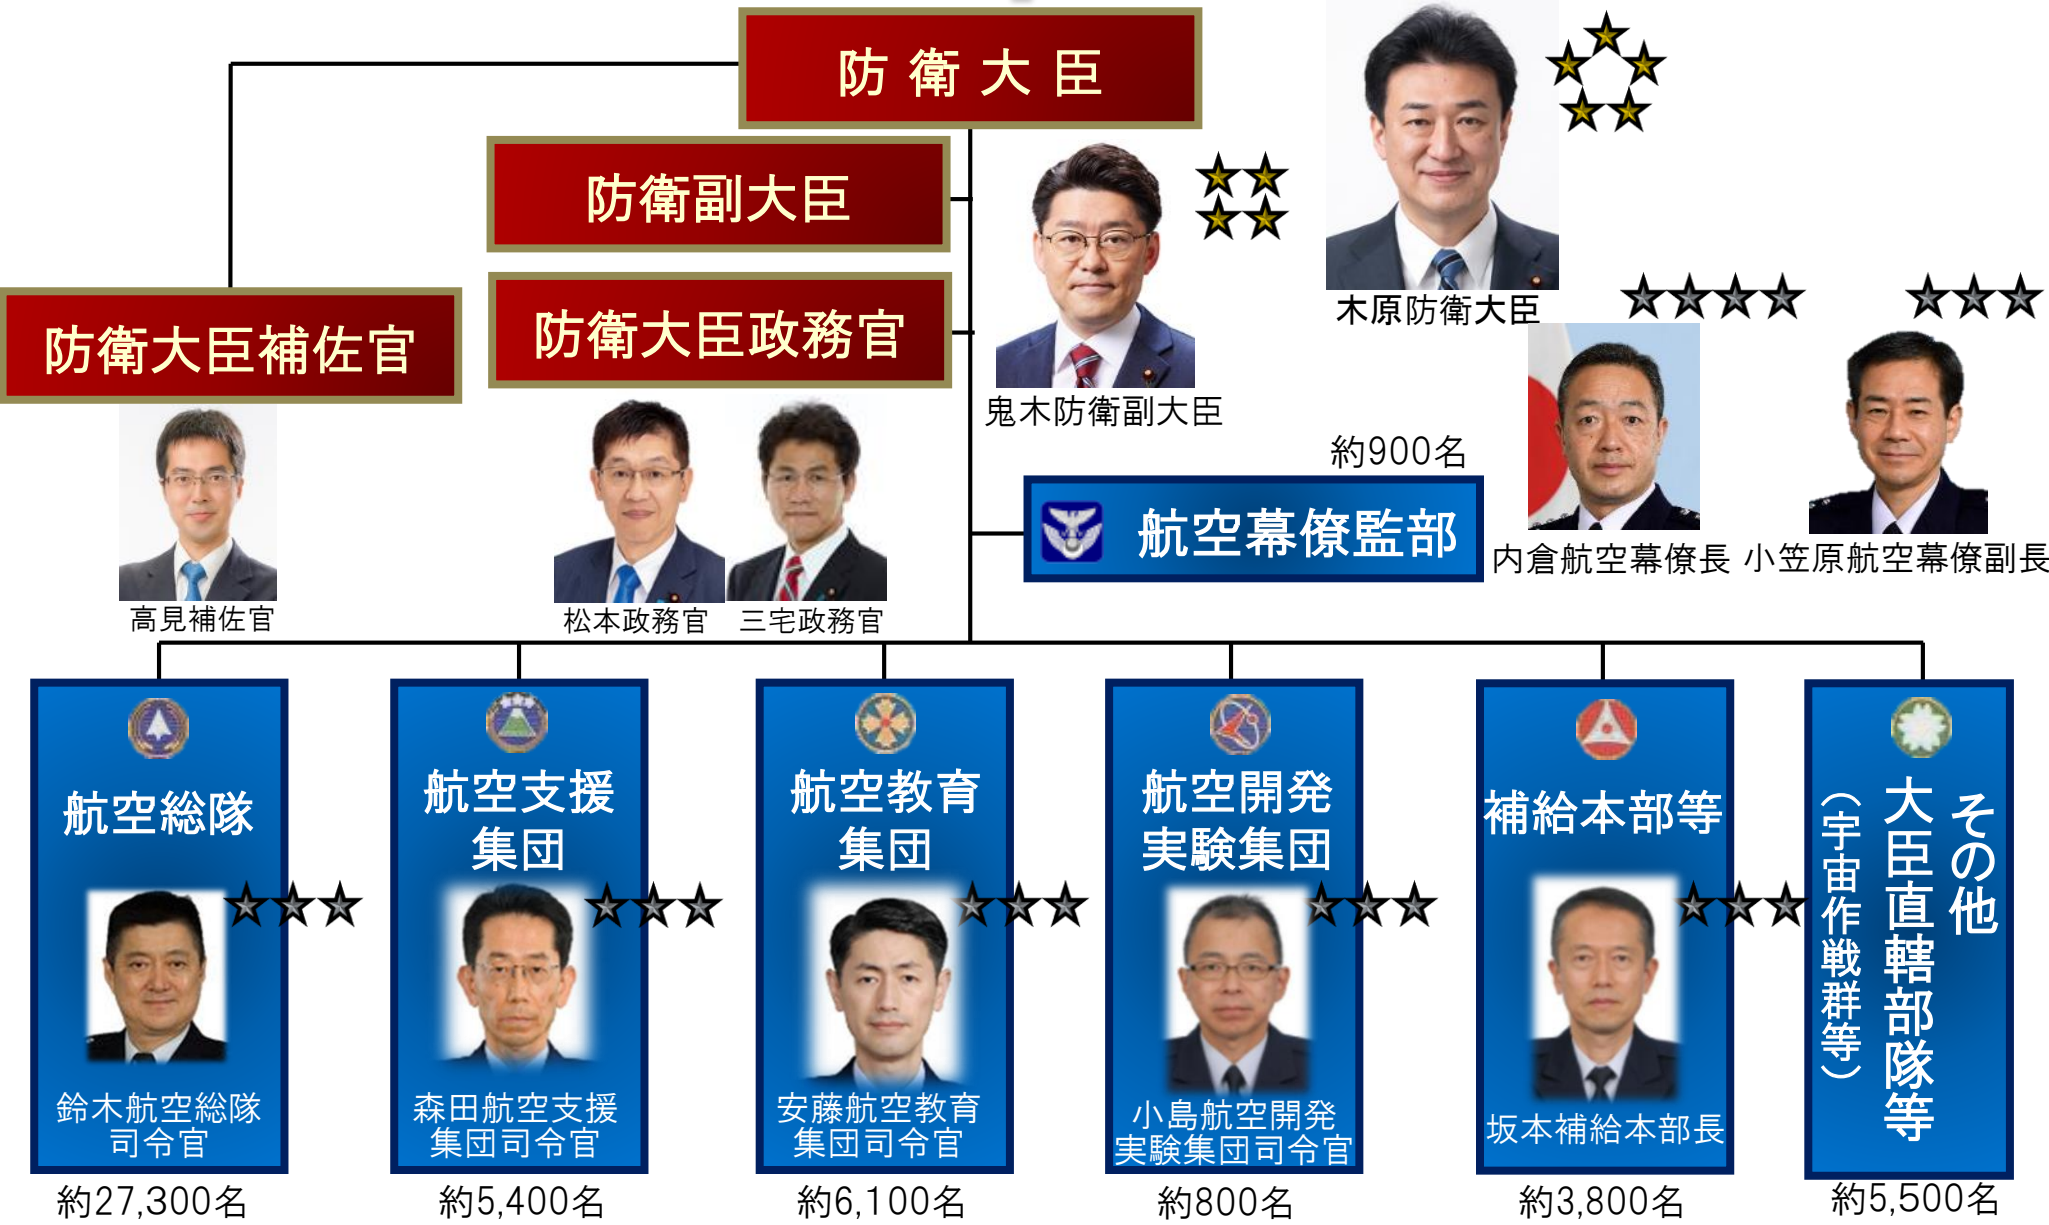 防衛大臣
防衛副大臣
防衛大臣政務官
防衛大臣補佐官
木原防衛大臣
鬼木防衛副大臣
約900名
航空幕僚監部
内倉航空幕僚長
小笠原航空幕僚副長
高見補佐官
松本政務官
三宅政務官
航空総隊
鈴木航空総隊
司令官
約27,300名
航空支援
集団
森田航空支援
集団司令官
約5,400名
航空教育
集団
安藤航空教育
集団司令官
約6,100名
航空開発
実験集団
小島航空開発
実験集団司令官
約800名
補給本部等
坂本補給本部長
約3,800名
その他
大臣直轄部隊等
（宇宙作戦群等）
約5,500名